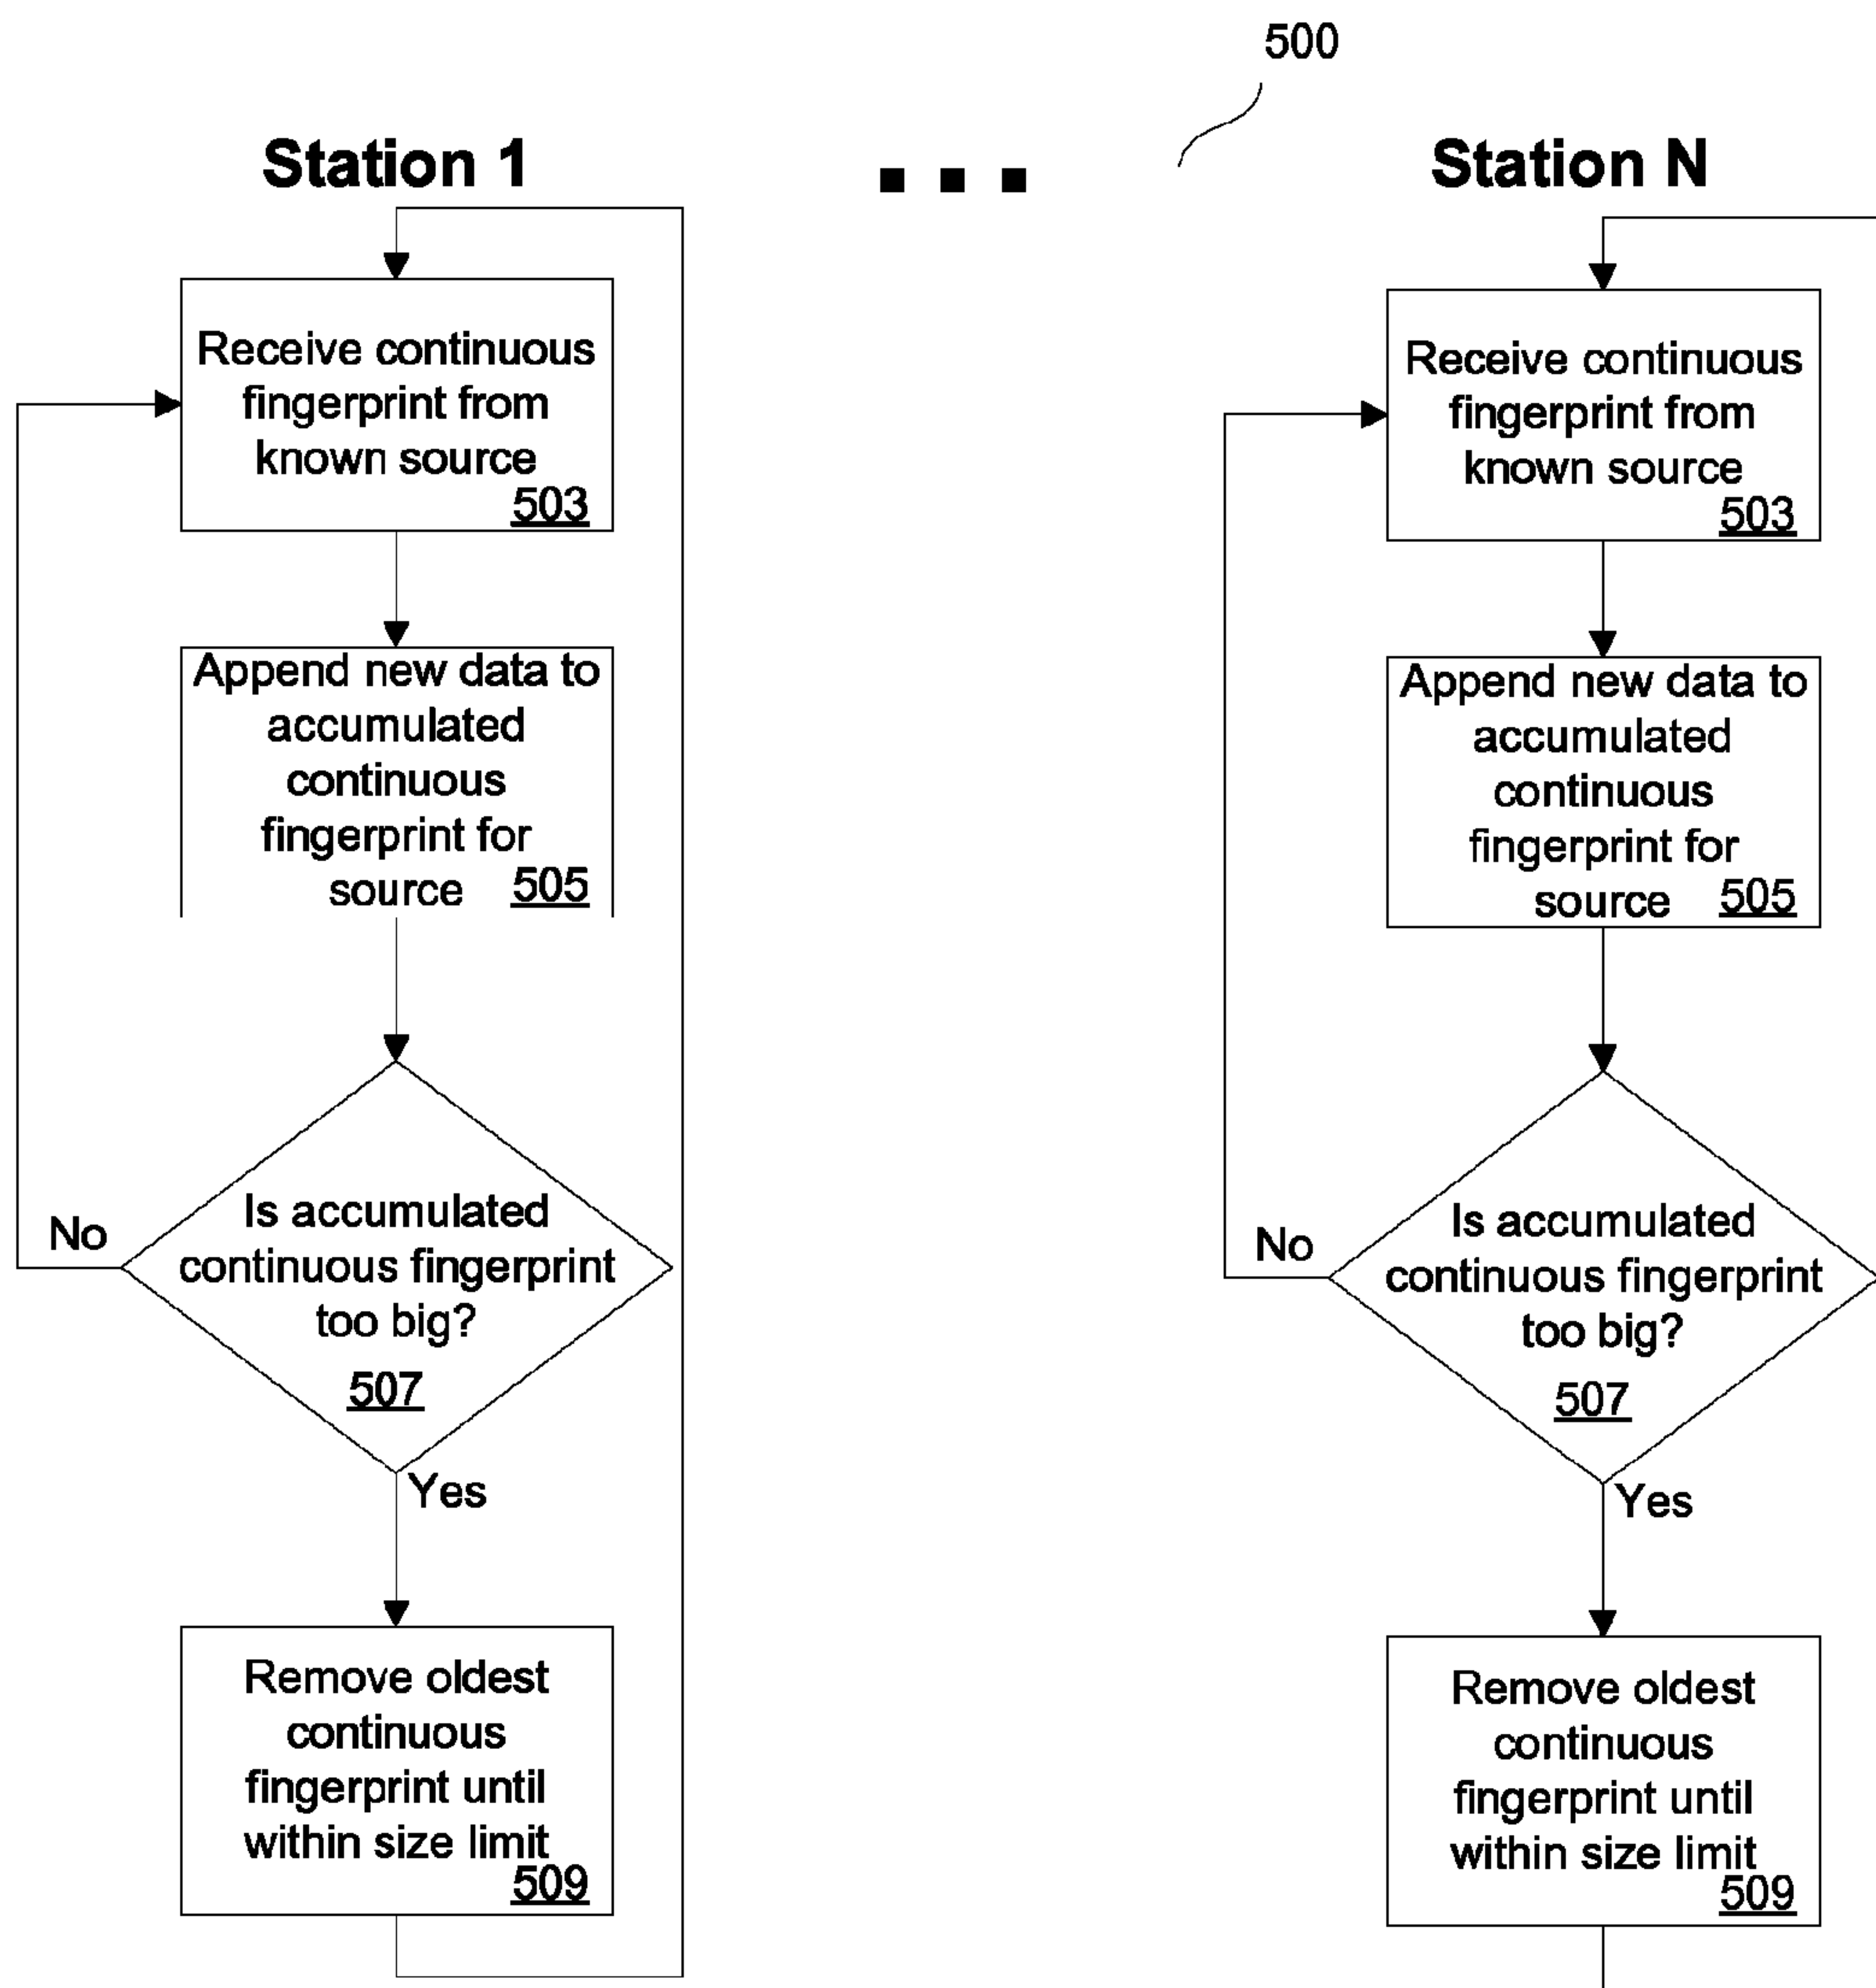 500
Station 1
Receive continuous
fingerprint from
known source
503
Append new data to
accumulated
continuous
fingerprint for
source 505
Is accumulated
continuous fingerprint
too big?
507
No
Yes
Remove oldest
continuous
fingerprint until
within size limit
509
Station N
Receive continuous
fingerprint from
known source
503
Append new data to
accumulated
continuous
fingerprint for
source 505
Is accumulated
continuous fingerprint
too big?
507
No
Yes
Remove oldest
continuous
fingerprint until
within size limit
509